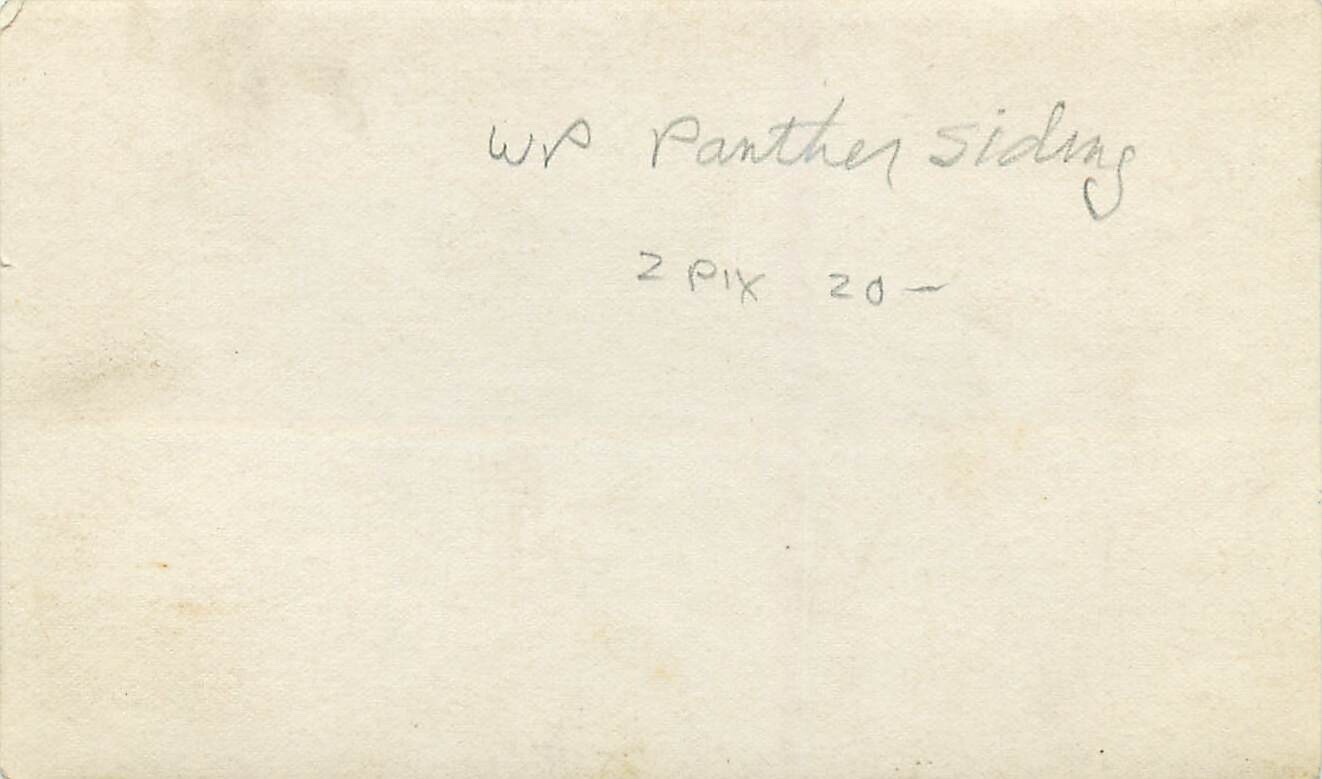 WP Panther Siding
2 PIX 20-